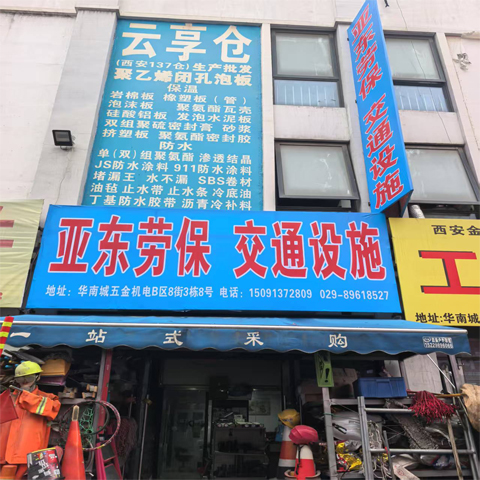 云享仓
(西安137仓)生产批发
聚乙烯闭孔泡板
保温
岩棉板 橡塑板(管)
泡沫板 聚氨酯瓦壳
硅酸铝板 发泡水泥板
双组聚硫密封膏 砂浆
挤塑板 聚氨酯密封胶
防水
单(双)组聚氨酯 渗透结晶
JS防水涂料 911防水涂料
堵漏王 水不漏 SBS卷材
油毡 止水带 止水条 冷底油
丁基防水胶带 沥青冷补料
亚东劳保 交通设施
亚东劳保 交通设施
地址：华南城五金机电B区8街3栋8号 电话：15091372809 029-89618527
一站式采购
西安金
工
地址:华南城